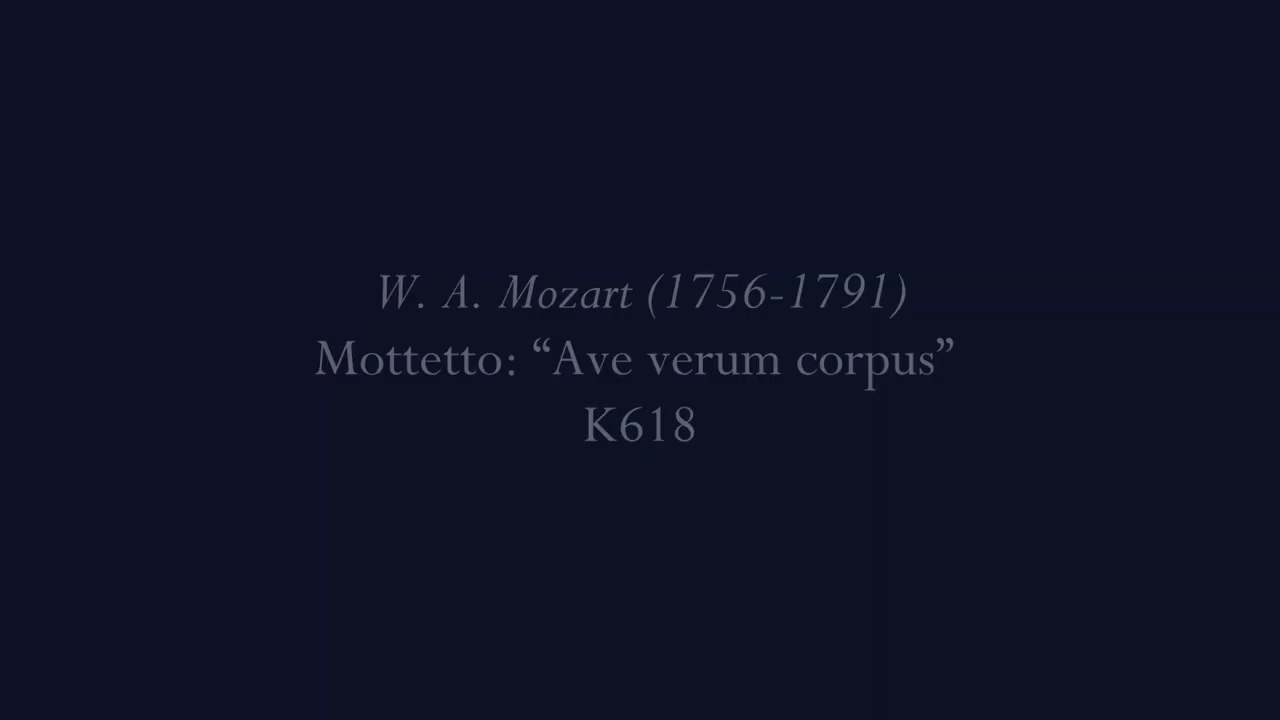 W. A. Mozart (1756-1791)
Mottetto: “Ave verum corpus”
K618